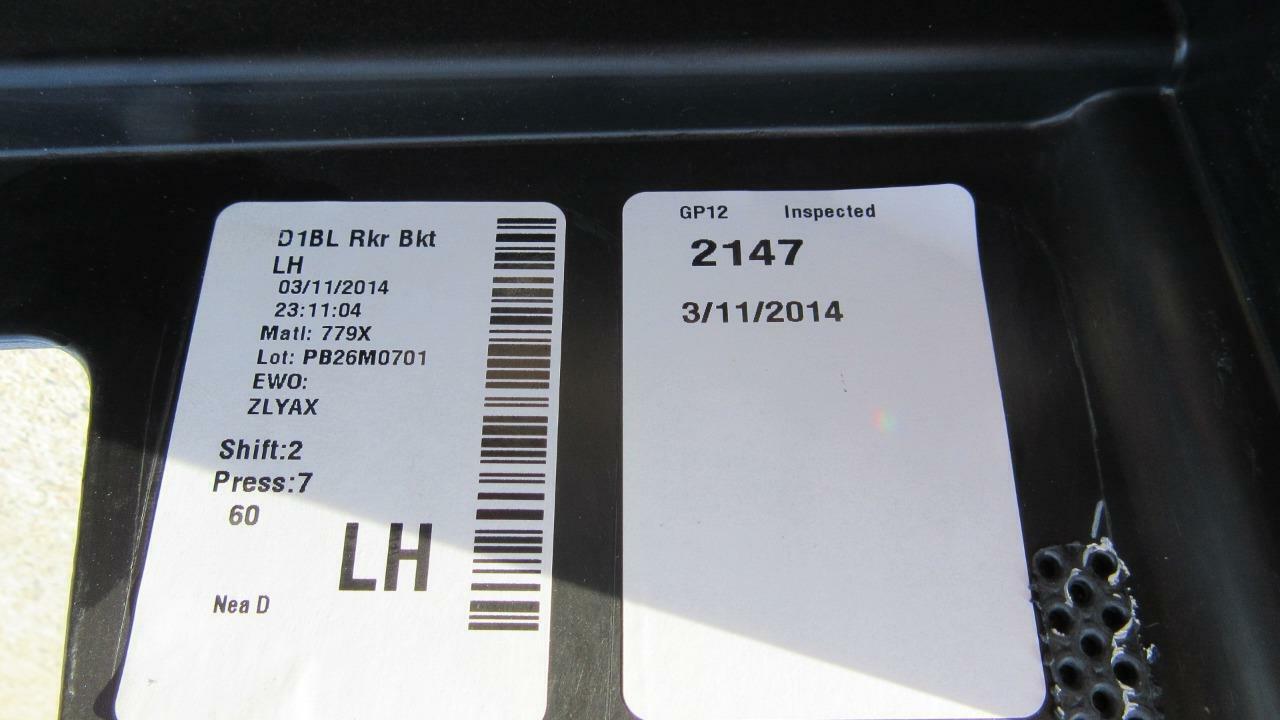 D1BL Rkr Bkt
LH
03/11/2014
23:11:04
Matl: 779X
Lot: PB26M0701
EWO:
ZLYAX
Shift:2
Press:7
60
LH
Nea D
GP12 Inspected
2147
3/11/2014